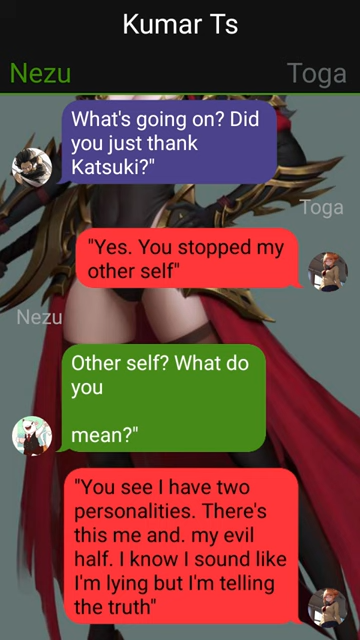 Kumar Ts
Nezu
Toga
What's going on? Did
you just thank
Katsuki?"
Toga
"Yes. You stopped my
other self"
Nezu
Other self? What do
you
mean?"
"You see I have two
personalities. There's
this me and. my evil
half. I know I sound like
I'm lying but I'm telling
the truth"